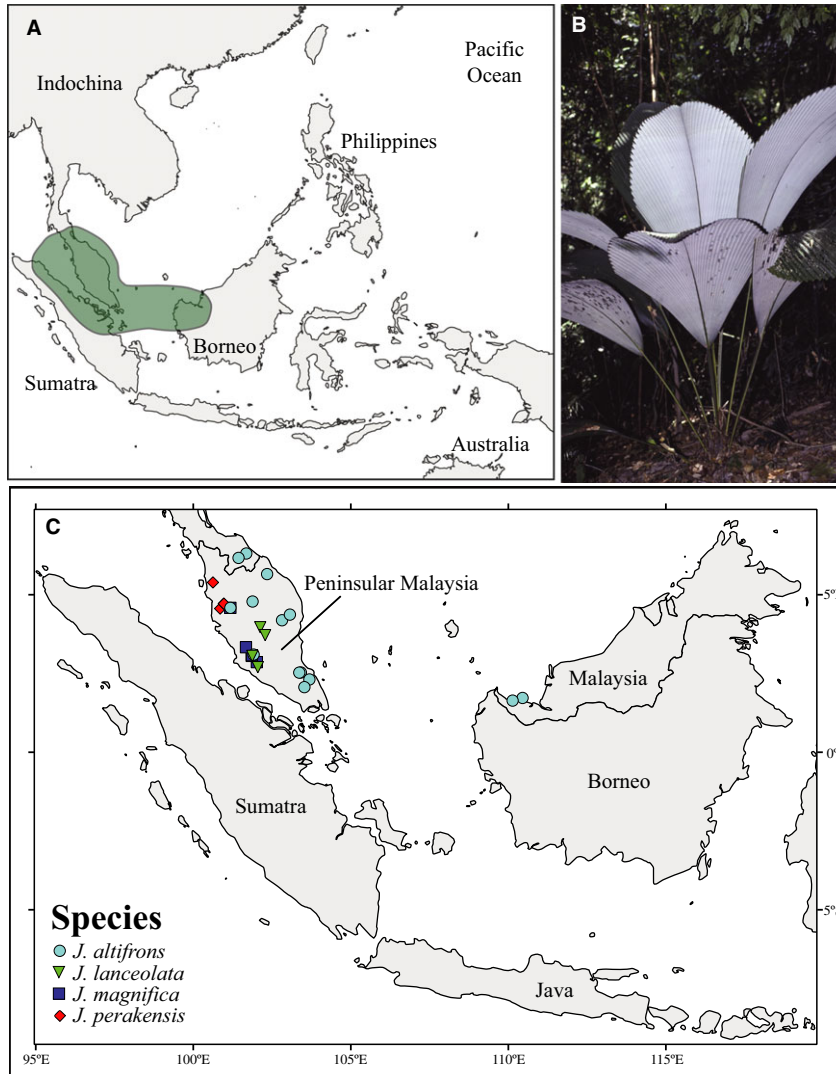 A
Pacific
Ocean
Indochina
Philippines
Borneo
Sumatra
Australia
B
C
Peninsular Malaysia
5º
Malaysia
0º
Borneo
Sumatra
5º
Species
J. altifrons
J. lanceolata
J. magnifica
J. perakensis
Java
95ºE
100ºE
105ºE
110ºE
115ºE